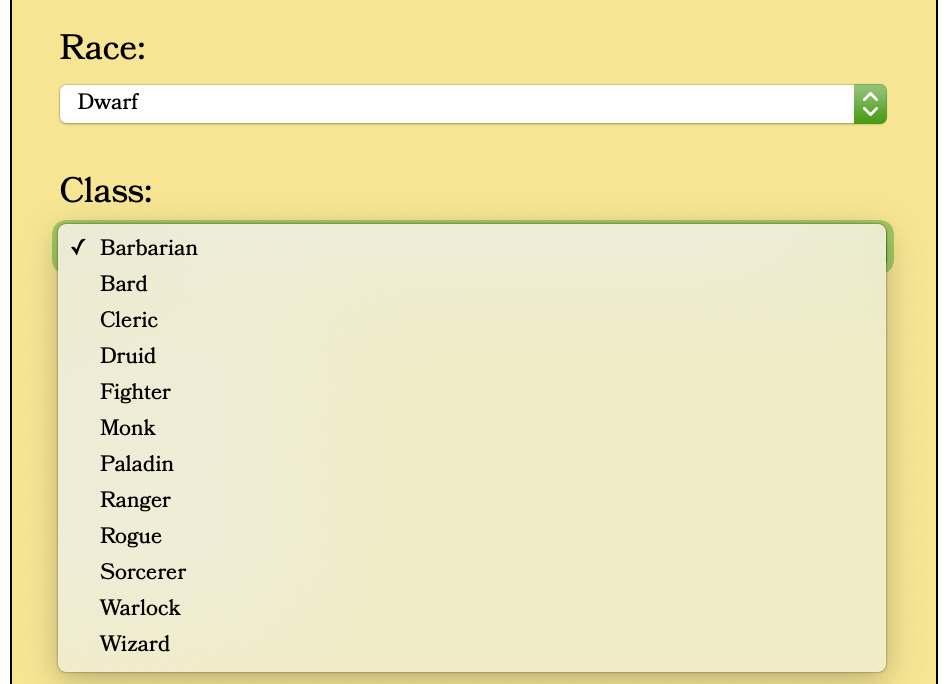 Race:
Dwarf
Class:
✓ Barbarian
Bard
Cleric
Druid
Fighter
Monk
Paladin
Ranger
Rogue
Sorcerer
Warlock
Wizard